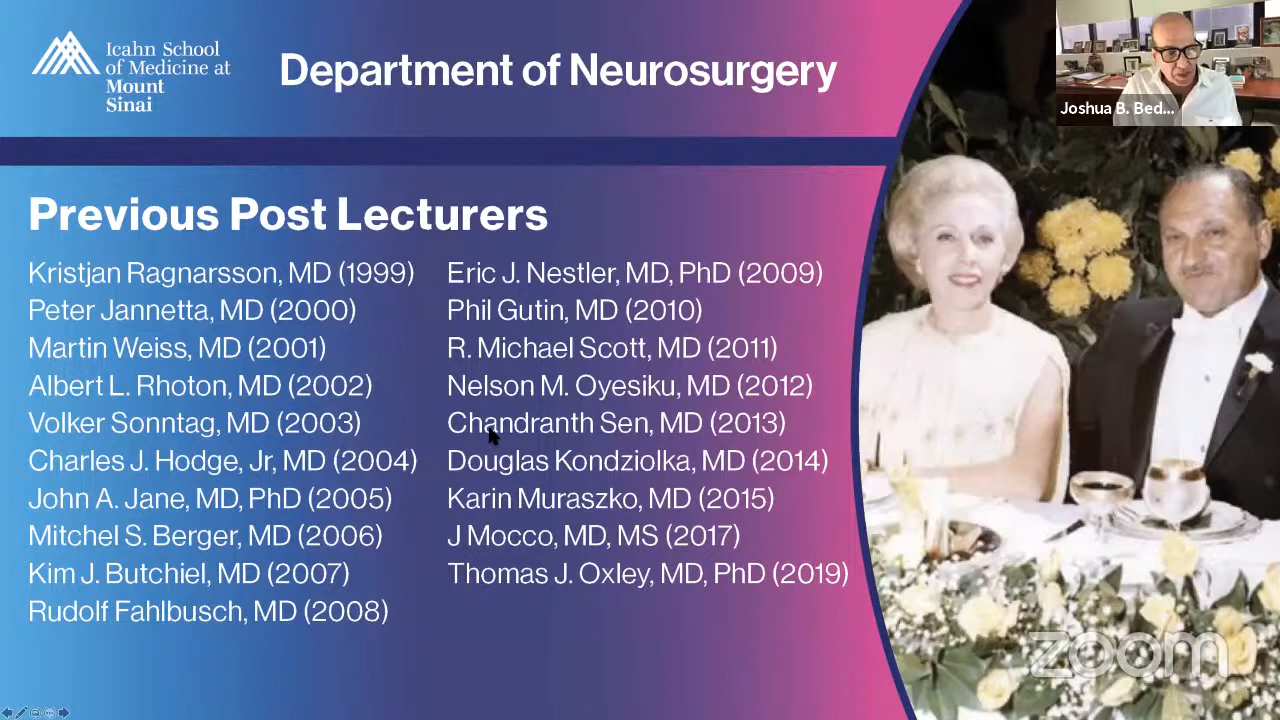 Icahn School
of Medicine at
Mount
Sinai
Department of Neurosurgery
Joshua B. Bed...
Previous Post Lecturers
Kristjan Ragnarsson, MD (1999)
Peter Jannetta, MD (2000)
Martin Weiss, MD (2001)
Albert L. Rhoton, MD (2002)
Volker Sonntag, MD (2003)
Charles J. Hodge, Jr, MD (2004)
John A. Jane, MD, PhD (2005)
Mitchel S. Berger, MD (2006)
Kim J. Butchiel, MD (2007)
Rudolf Fahlbusch, MD (2008)
Eric J. Nestler, MD, PhD (2009)
Phil Gutin, MD (2010)
R. Michael Scott, MD (2011)
Nelson M. Oyesiku, MD (2012)
Chandranth Sen, MD (2013)
Douglas Kondziolka, MD (2014)
Karin Muraszko, MD (2015)
J Mocco, MD, MS (2017)
Thomas J. Oxley, MD, PhD (2019)
zoom